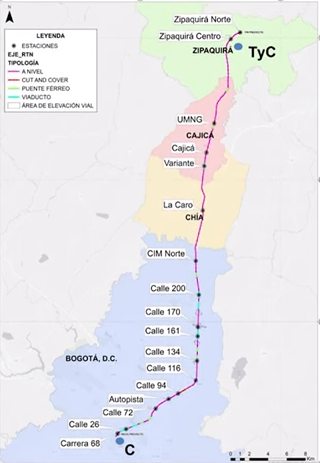 LEYENDA
ESTACIONES
EJE_RTN
TIPOLOGÍA
A NIVEL
CUT AND COVER
PUENTE FÉRREO
VIADUCTO
ÁREA DE ELEVACIÓN VIAL
Zipaquirá Norte
Zipaquirá Centro
ZIPAQUIRÁ
TyC
UMNG
CAJICÁ
Cajicá
Variante
La Caro
CHÍA
CIM Norte
Calle 200
Calle 170
Calle 161
BOGOTÁ, D.C.
Calle 134
Calle 116
Calle 94
Autopista
Calle 72
Calle 26
Carrera 68
C
0 1 2 4 6 8